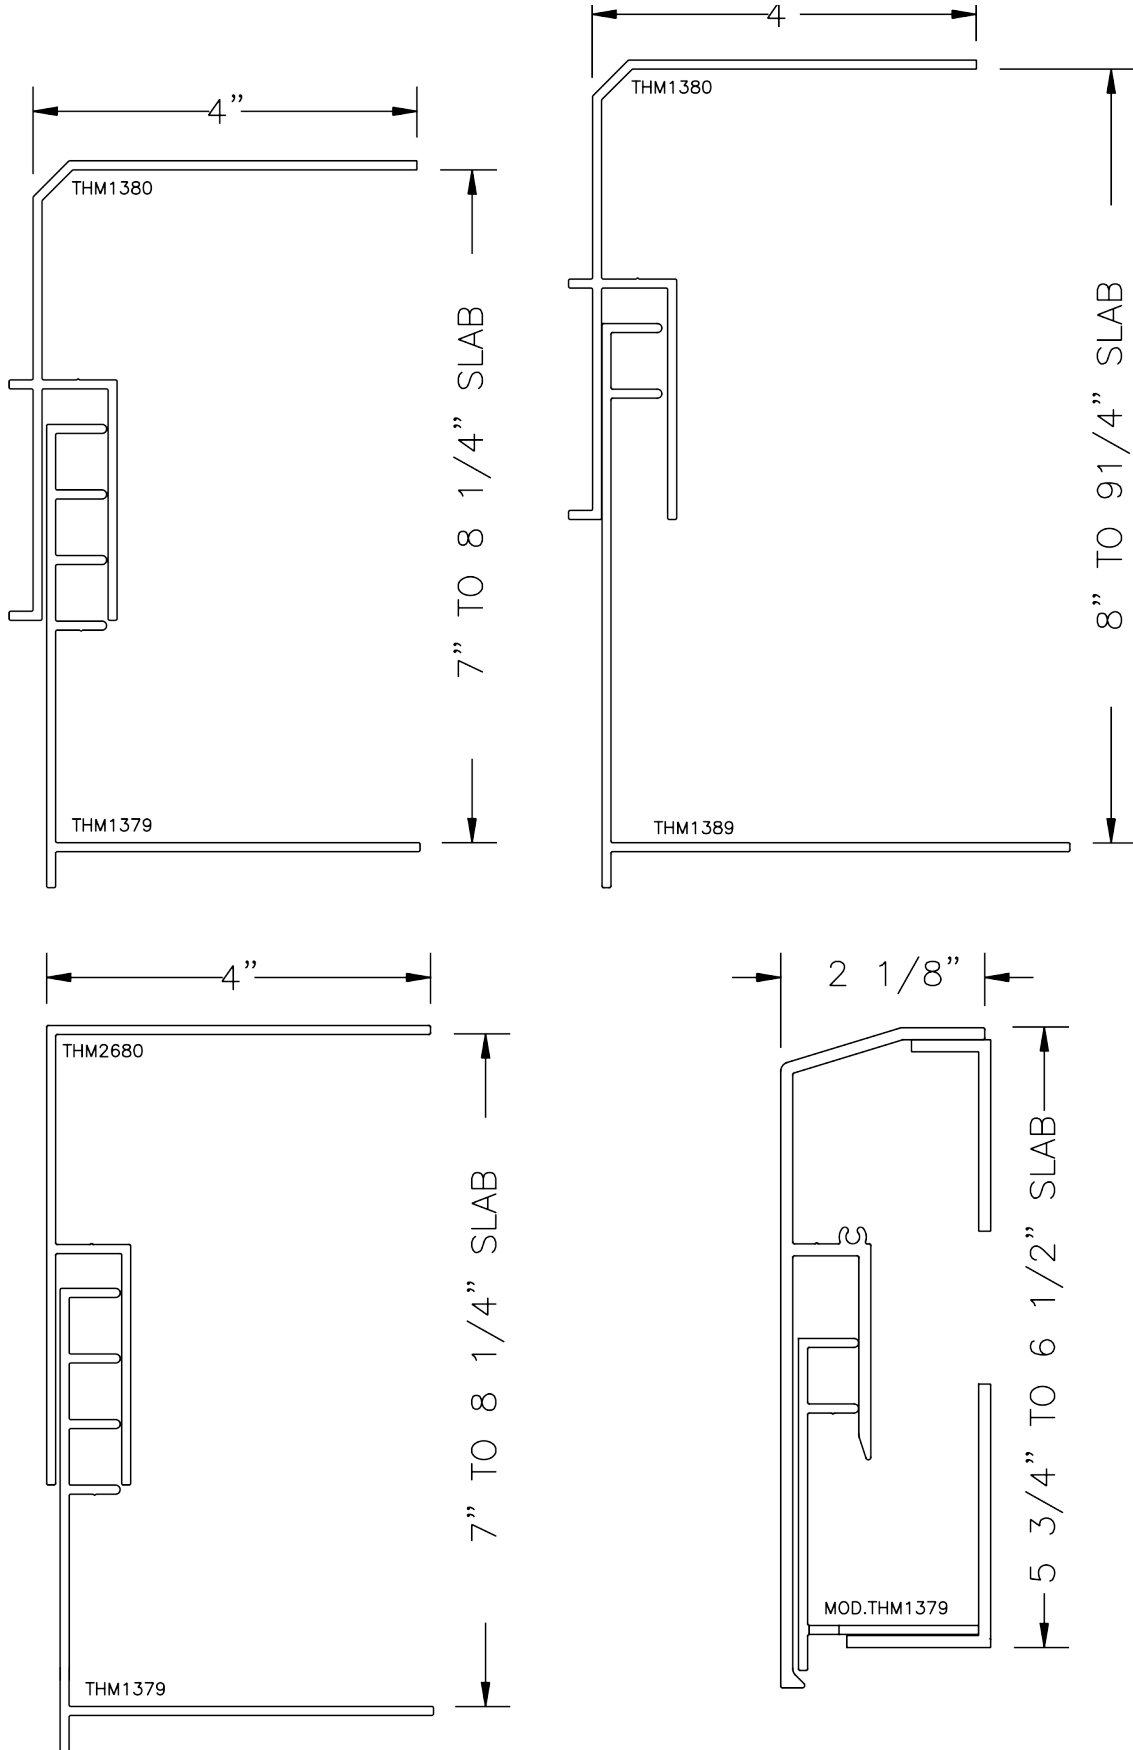 4”
THM1380
7” TO 8 1/4” SLAB
THM1379
4
THM1380
8” TO 91/4” SLAB
THM1389
4”
THM2680
7” TO 8 1/4” SLAB
THM1379
2 1/8”
5 3/4” TO 6 1/2” SLAB
MOD.THM1379